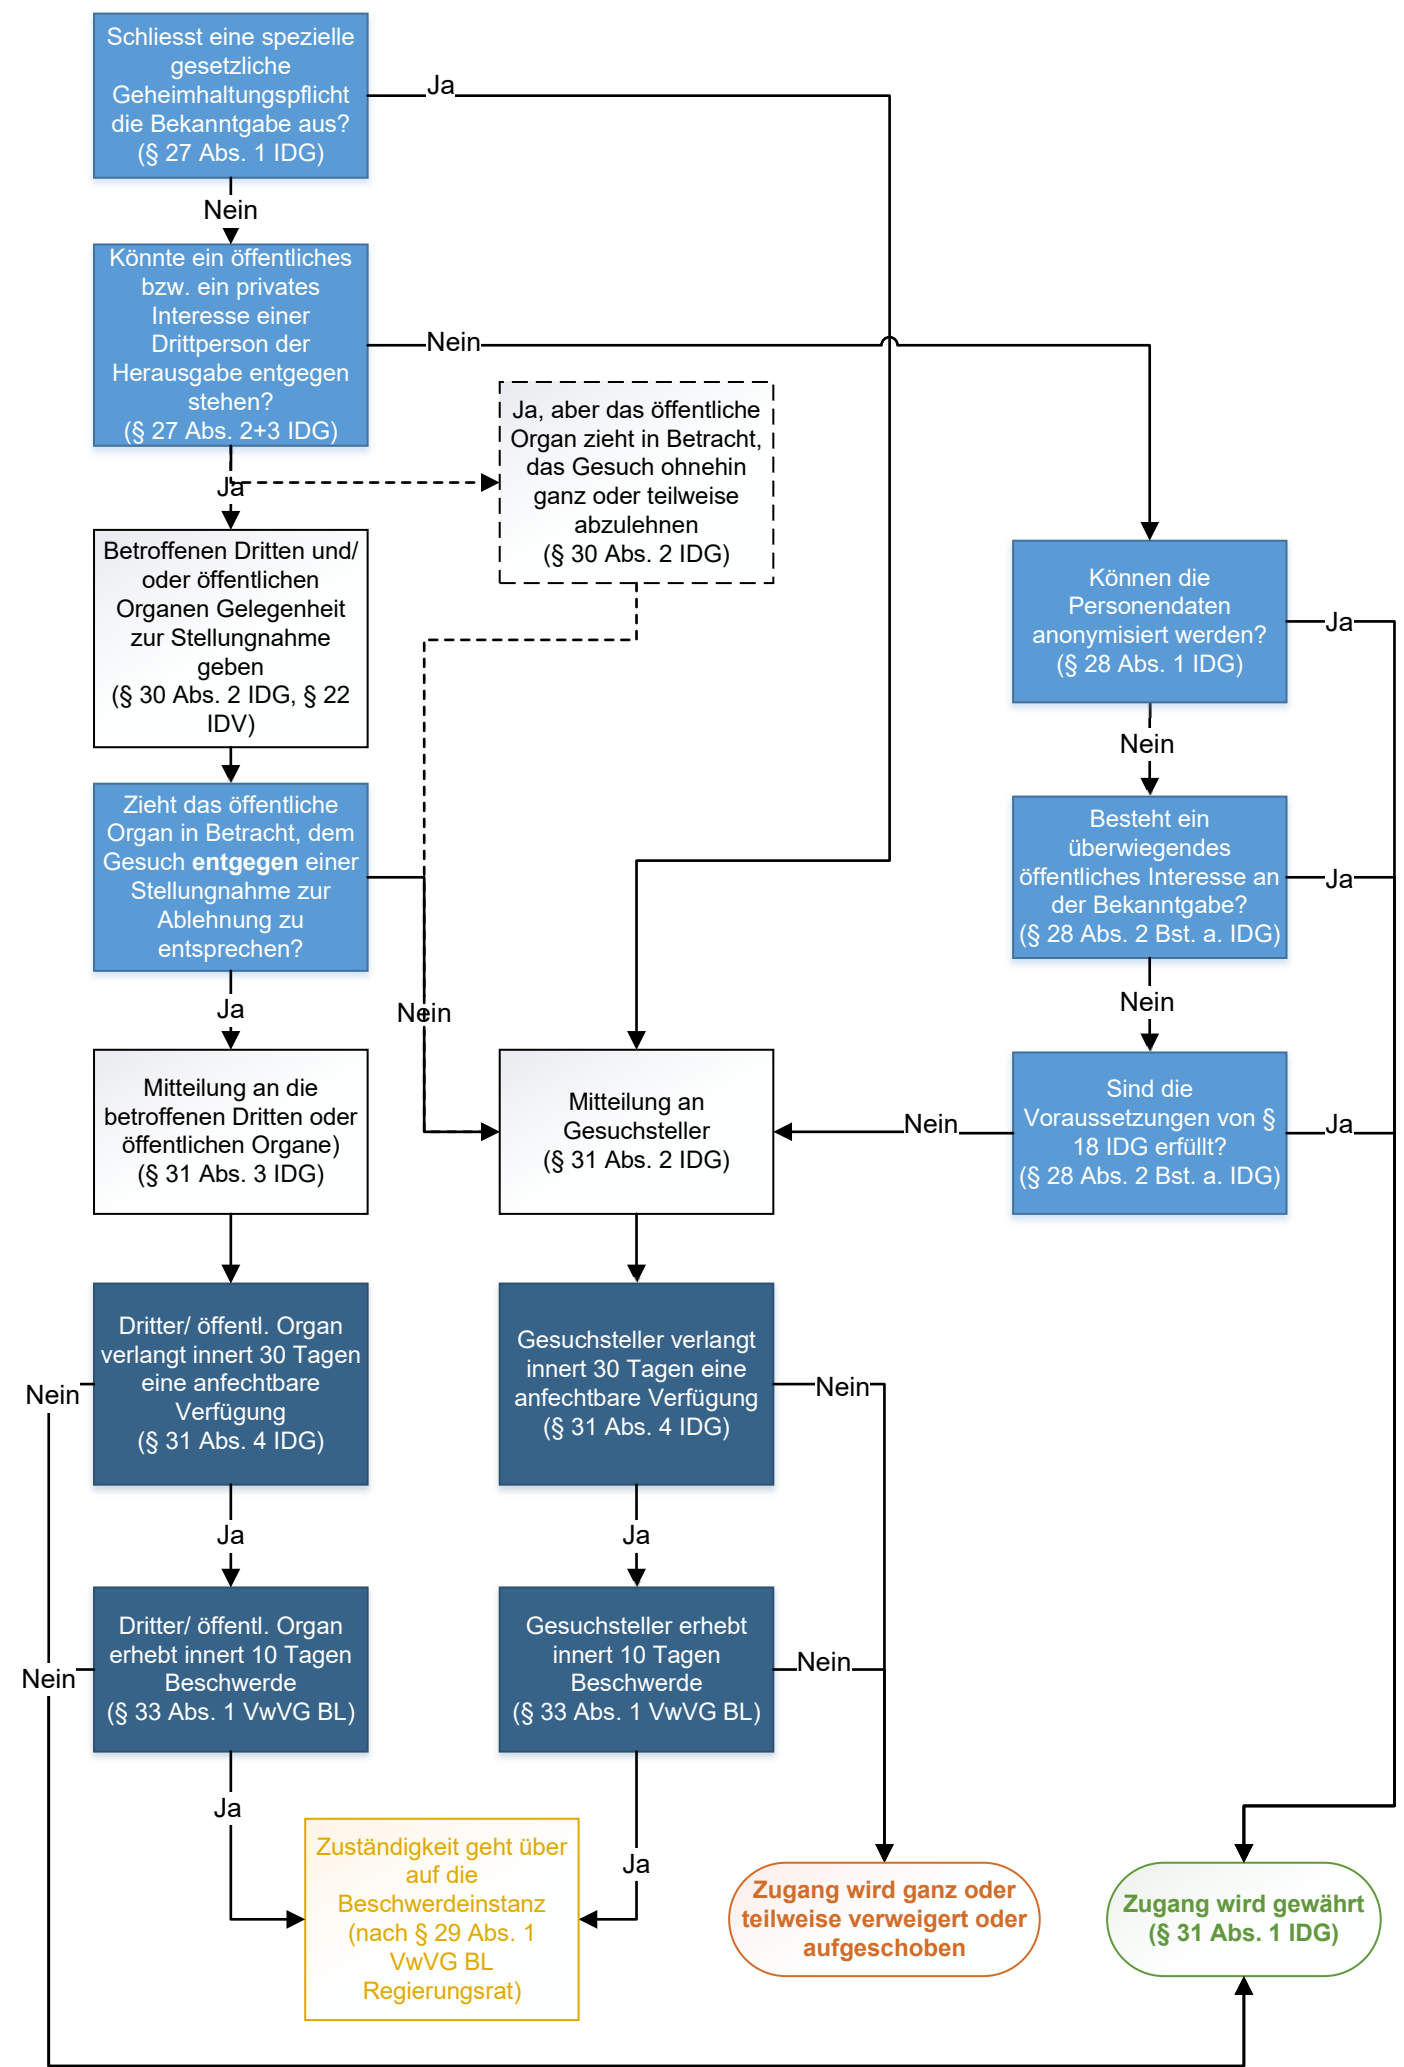 Schliesst eine spezielle
gesetzliche
Geheimhaltungspflicht
die Bekanntgabe aus?
(§ 27 Abs. 1 IDG)
Ja
Nein
Könnte ein öffentliches
bzw. ein privates
Interesse einer
Drittperson der
Herausgabe entgegen
stehen?
(§ 27 Abs. 2+3 IDG)
Nein
Ja
Ja, aber das öffentliche
Organ zieht in Betracht,
das Gesuch ohnehin
ganz oder teilweise
abzulehnen
(§ 30 Abs. 2 IDG)
Betroffenen Dritten und/
oder öffentlichen
Organen Gelegenheit
zur Stellungnahme
geben
(§ 30 Abs. 2 IDG, § 22
IDV)
Können die
Personendaten
anonymisiert werden?
(§ 28 Abs. 1 IDG)
Ja
Nein
Zieht das öffentliche
Organ in Betracht, dem
Gesuch entgegen einer
Stellungnahme zur
Ablehnung zu
entsprechen?
Ja
Nein
Besteht ein
überwiegendes
öffentliches Interesse an
der Bekanntgabe?
(§ 28 Abs. 2 Bst. a. IDG)
Ja
Nein
Mitteilung an die
betroffenen Dritten oder
öffentlichen Organe)
(§ 31 Abs. 3 IDG)
Mitteilung an
Gesuchsteller
(§ 31 Abs. 2 IDG)
Nein
Sind die
Voraussetzungen von §
18 IDG erfüllt?
(§ 28 Abs. 2 Bst. a. IDG)
Ja
Dritter/ öffentl. Organ
verlangt innert 30 Tagen
eine anfechtbare
Verfügung
(§ 31 Abs. 4 IDG)
Nein
Ja
Gesuchsteller verlangt
innert 30 Tagen eine
anfechtbare Verfügung
(§ 31 Abs. 4 IDG)
Nein
Ja
Dritter/ öffentl. Organ
erhebt innert 10 Tagen
Beschwerde
(§ 33 Abs. 1 VwVG BL)
Nein
Ja
Gesuchsteller erhebt
innert 10 Tagen
Beschwerde
(§ 33 Abs. 1 VwVG BL)
Nein
Ja
Zuständigkeit geht über
auf die
Beschwerdeinstanz
(nach § 29 Abs. 1
VwVG BL
Regierungsrat)
Zugang wird ganz oder
teilweise verweigert oder
aufgeschoben
Zugang wird gewährt
(§ 31 Abs. 1 IDG)